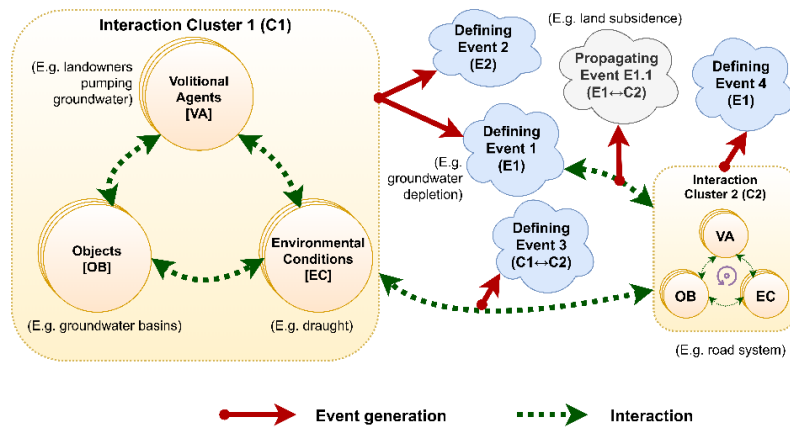 Interaction Cluster 1 (C1)
(E.g. landowners
pumping
groundwater)
Volitional
Agents
[VA]
Objects
[OB]
(E.g. groundwater basins)
Environmental
Conditions
[EC]
(E.g. draught)
Defining
Event 2
(E2)
Defining
Event 1
(E1)
(E.g.
groundwater
depletion)
Defining
Event 3
(C1↔C2)
(E.g. land subsidence)
Propagating
Event E1.1
(E1↔C2)
Defining
Event 4
(E1)
Interaction
Cluster 2 (C2)
VA
OB
EC
(E.g. road system)
Event generation
Interaction